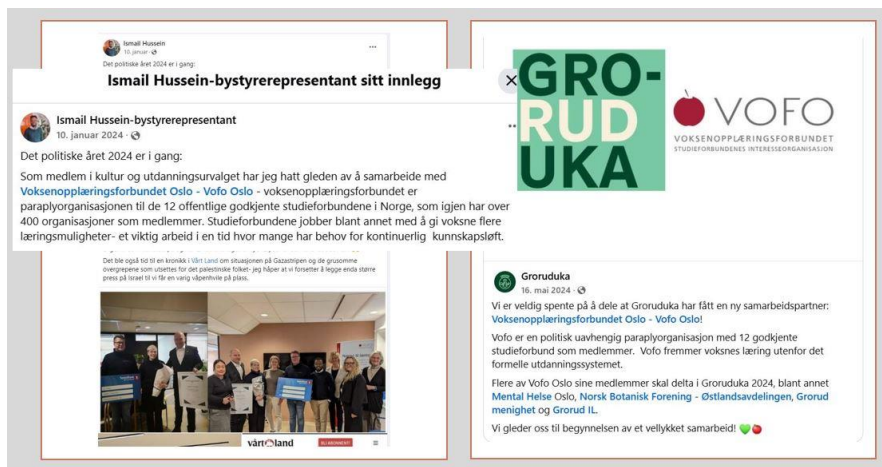 Ismail Hussein
10. januar
Det politiske året 2024 er i gang:
Ismail Hussein-bystyrerepresentant sitt innlegg
Ismail Hussein-bystyrerepresentant
10. januar 2024
Det politiske året 2024 er i gang:
Som medlem i kultur og utdanningsurvalget har jeg hatt gleden av å samarbeide med
Voksenopplæringsforbundet Oslo - Vofo Oslo - voksenopplæringforbundet er
paraplyorganisasjonen til de 12 offentlige godkjente studieforbundene i Norge, som igjen har over
400 organisasjoner som medlemmer. Studieforbundene jobber blant annet med å gi voksne flere
læringsmuligheter- et viktig arbeid i en tid hvor mange har behov for kontinuerlig kunnskapsløft.
Det ble også tid til en kronikk i Vårt Land om situasjonen på Gazastripen og de grusomme
overgrepene som utsettes for det palestinske folket- jeg håper at vi forsetter å legge enda større
press på Israel til vi får en varig våpenhvile på plass.
vårt land
BLI ABONNENT!
GRO-
RUD
UKA
VOFO
VOKSENOPPLÆRINGSFORBUNDET
STUDIEFORBUNDENES INTERESSEORGANISASJON
Groruduka
16. mai 2024
Vi er veldig spente på å dele at Groruduka har fått en ny samarbeidspartner:
Voksenopplæringsforbundet Oslo - Vofo Oslo!
Vofo er en politisk uavhengig paraplyorganisasjon med 12 godkjente
studieforbund som medlemmer. Vofo fremmer voksnes læring utenfor det
formelle utdanningssystemet.
Flere av Vofo Oslo sine medlemmer skal delta i Groruduka 2024, blant annet
Mental Helse Oslo, Norsk Botanisk Forening - Østlandsavdelingen, Grorud
menighet og Grorud IL.
Vi gleder oss til begynnelsen av et vellykket samarbeid! 💚🍎